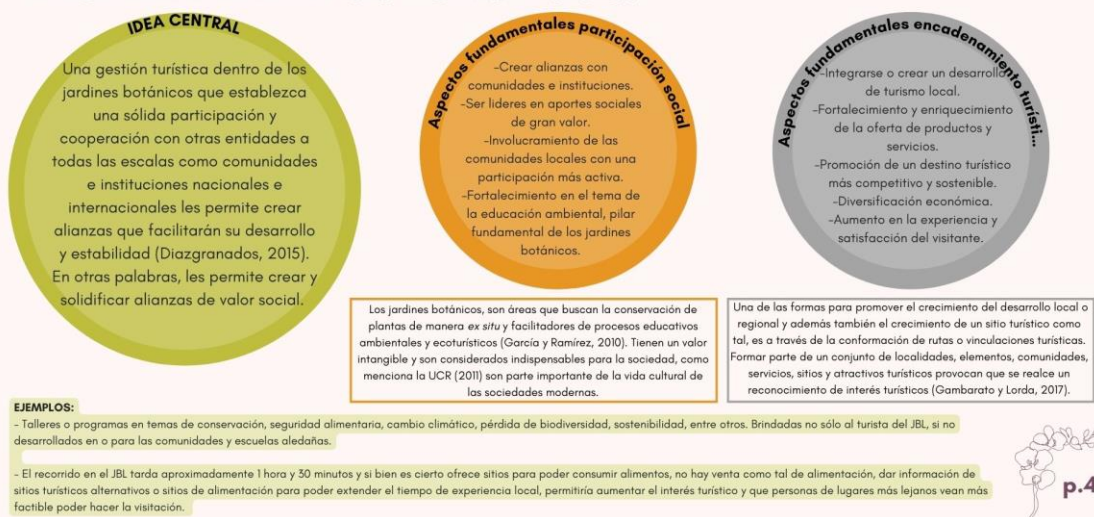 IDEA CENTRAL
Una gestión turística dentro de los
jardines botánicos que establezca
una sólida participación y
cooperación con otras entidades a
todas las escalas como comunidades
e instituciones nacionales e
internacionales les permite crear
alianzas que facilitarán su desarrollo
y estabilidad (Diazgranados, 2015).
En otras palabras, les permite crear y
solidificar alianzas de valor social.
Aspectos fundamentales participación social
-Crear alianzas con
comunidades e instituciones.
-Ser lideres en aportes sociales
de gran valor.
-Involucramiento de las
comunidades locales con una
participación más activa.
-Fortalecimiento en el tema de
la educación ambiental, pilar
fundamental de los jardines
botánicos.
Aspectos fundamentales encadenamiento turísti...
-Integrarse o crear un desarrollo
de turismo local.
-Fortalecimiento y enriquecimiento
de la oferta de productos y
servicios.
-Promoción de un destino turístico
más competitivo y sostenible.
-Diversificación económica.
-Aumento en la experiencia y
satisfacción del visitante.
Los jardines botánicos, son áreas que buscan la conservación de
plantas de manera ex situ y facilitadores de procesos educativos
ambientales y ecoturísticos (García y Ramírez, 2010). Tienen un valor
intangible y son considerados indispensables para la sociedad, como
menciona la UCR (2011) son parte importante de la vida cultural de
las sociedades modernas.
Una de las formas para promover el crecimiento del desarrollo local o
regional y además también el crecimiento de un sitio turístico como
tal, es a través de la conformación de rutas o vinculaciones turísticas.
Formar parte de un conjunto de localidades, elementos, comunidades,
servicios, sitios y atractivos turísticos provocan que se realce un
reconocimiento de interés turísticos (Gambarato y Lorda, 2017).
EJEMPLOS:
- Talleres o programas en temas de conservación, seguridad alimentaria, cambio climático, pérdida de biodiversidad, sostenibilidad, entre otros. Brindadas no sólo al turista del JBL, si no
desarrollados en o para las comunidades y escuelas aledañas.
- El recorrido en el JBL tarda aproximadamente 1 hora y 30 minutos y si bien es cierto ofrece sitios para poder consumir alimentos, no hay venta como tal de alimentación, dar información de
sitios turísticos alternativos o sitios de alimentación para poder extender el tiempo de experiencia local, permitiría aumentar el interés turístico y que personas de lugares más lejanos vean más
factible poder hacer la visitación.
p.4